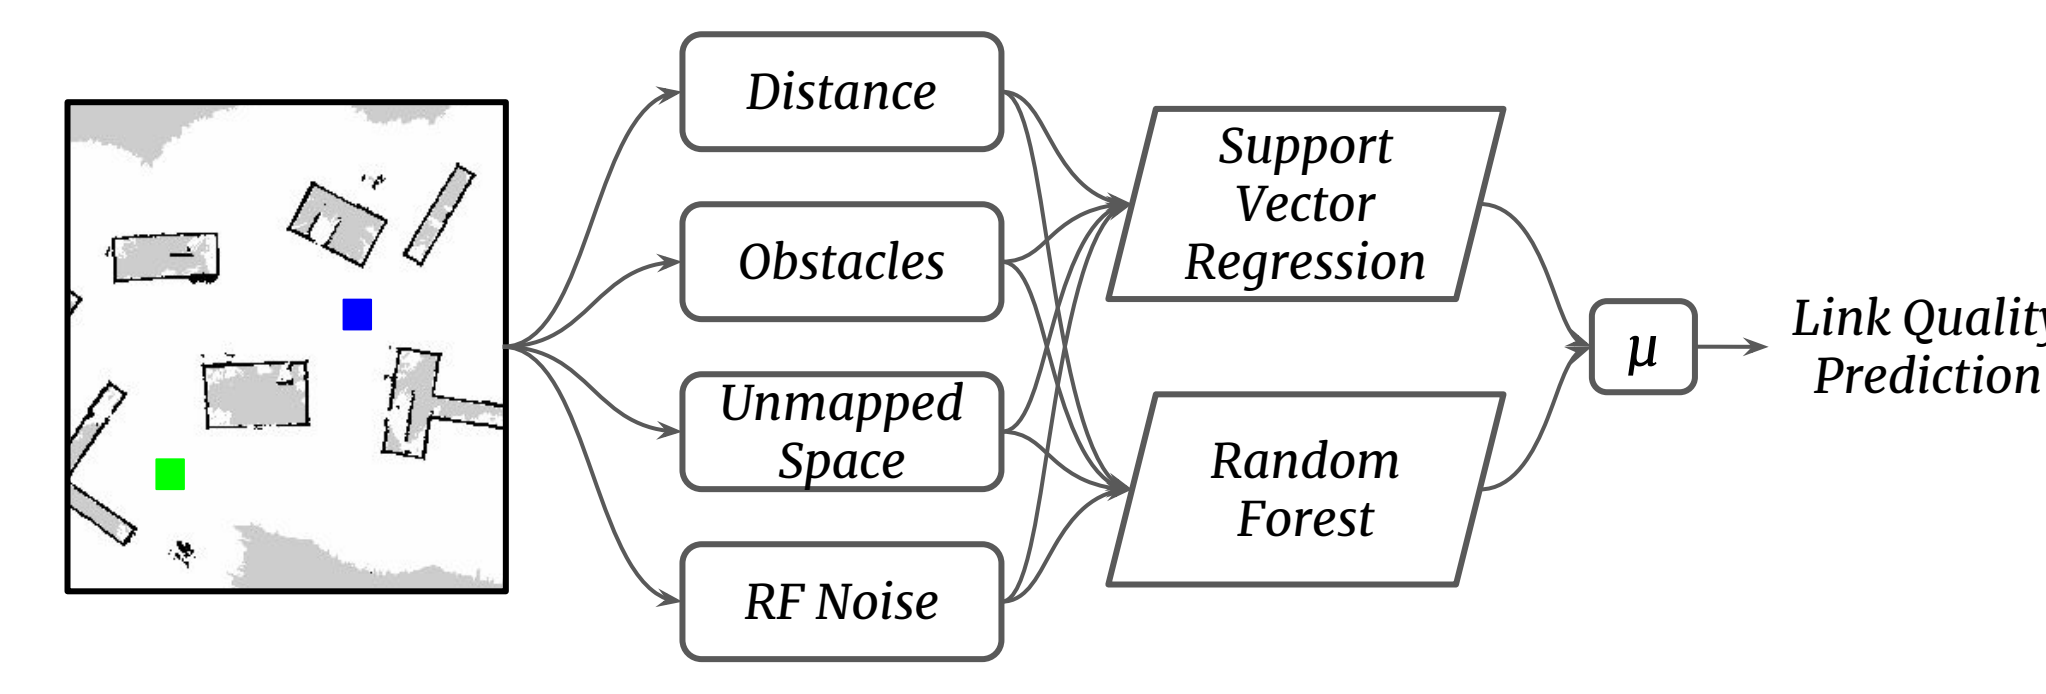 Distance
Obstacles
Unmapped
Space
RF Noise
Support
Vector
Regression
Random
Forest
μ
Link Quality
Prediction